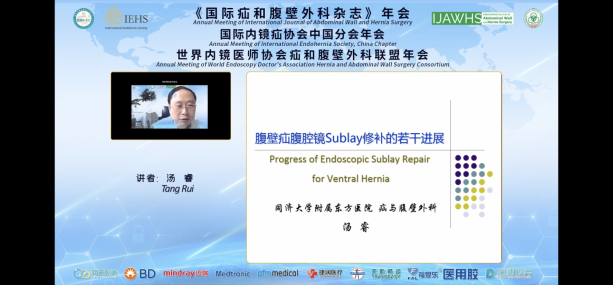 IEHS
《国际疝和腹壁外科杂志》年会
Annual Meeting of International Journal of Abdominal Wall and Hernia Surgery
国际内镜疝协会中国分会年会
Annual Meeting of International Endohernia Society, China Chapter
世界内镜医师协会疝和腹壁外科联盟年会
Annual Meeting of World Endoscopy Doctor's Association Hernia and Abdominal Wall Surgery Consortium
IJAWHS
腹壁疝腹腔镜Sublay修补的若干进展
Progress of Endoscopic Sublay Repair
for Ventral Hernia
同济大学附属东方医院 疝与腹壁外科
汤 睿
讲者: 汤 睿
Tang Rui
BD
mindray迈瑞
Medtronic
医用胶